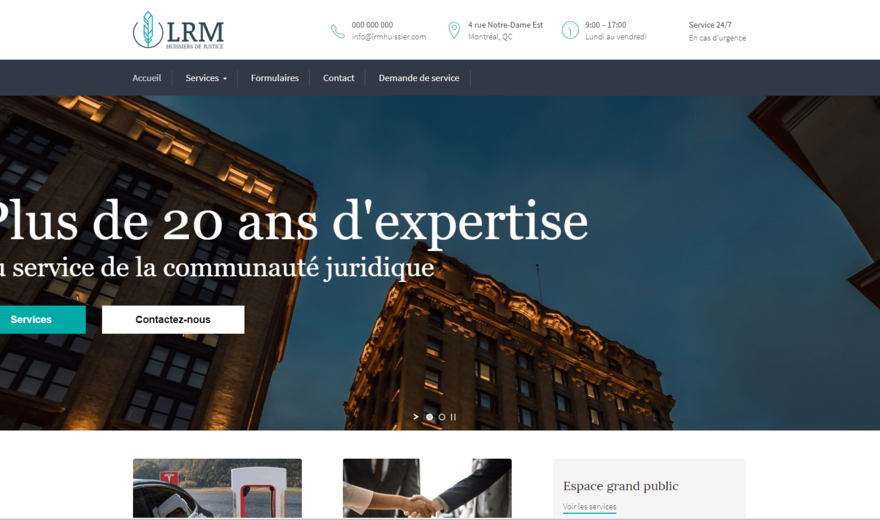 LRM
HUISSIERS DE JUSTICE
000 000 000
info@lrmhuissier.com
4 rue Notre-Dame Est
Montréal, QC
9:00 – 17:00
Lundi au vendredi
Service 24/7
En cas d'urgence
Accueil
Services
Formulaires
Contact
Demande de service
Plus de 20 ans d'expertise
u service de la communauté juridique
Services
Contactez-nous
Espace grand public
Voir les services